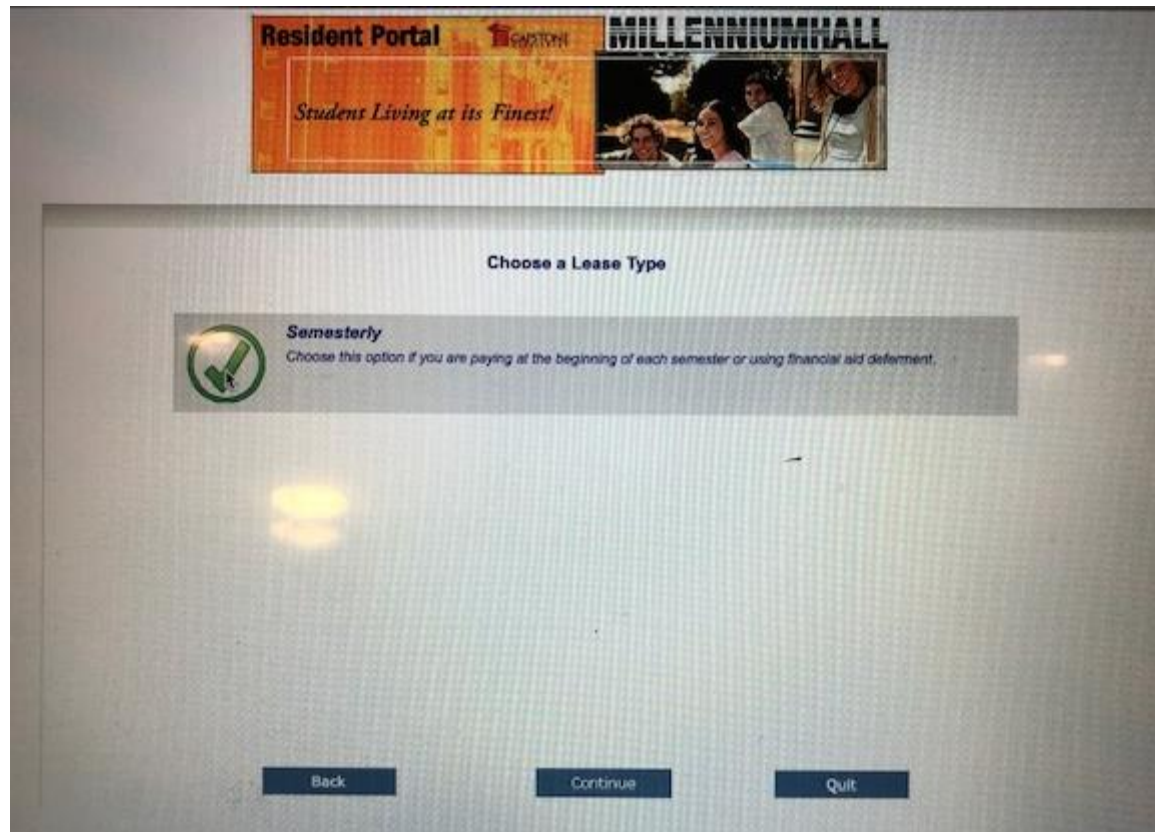 Resident Portal
CAPSTONE
MILLENNIUMHALL
Student Living at its Finest!
Choose a Lease Type
Semesterly
Choose this option if you are paying at the beginning of each semester or using financial aid deferment.
Back
Continue
Quit